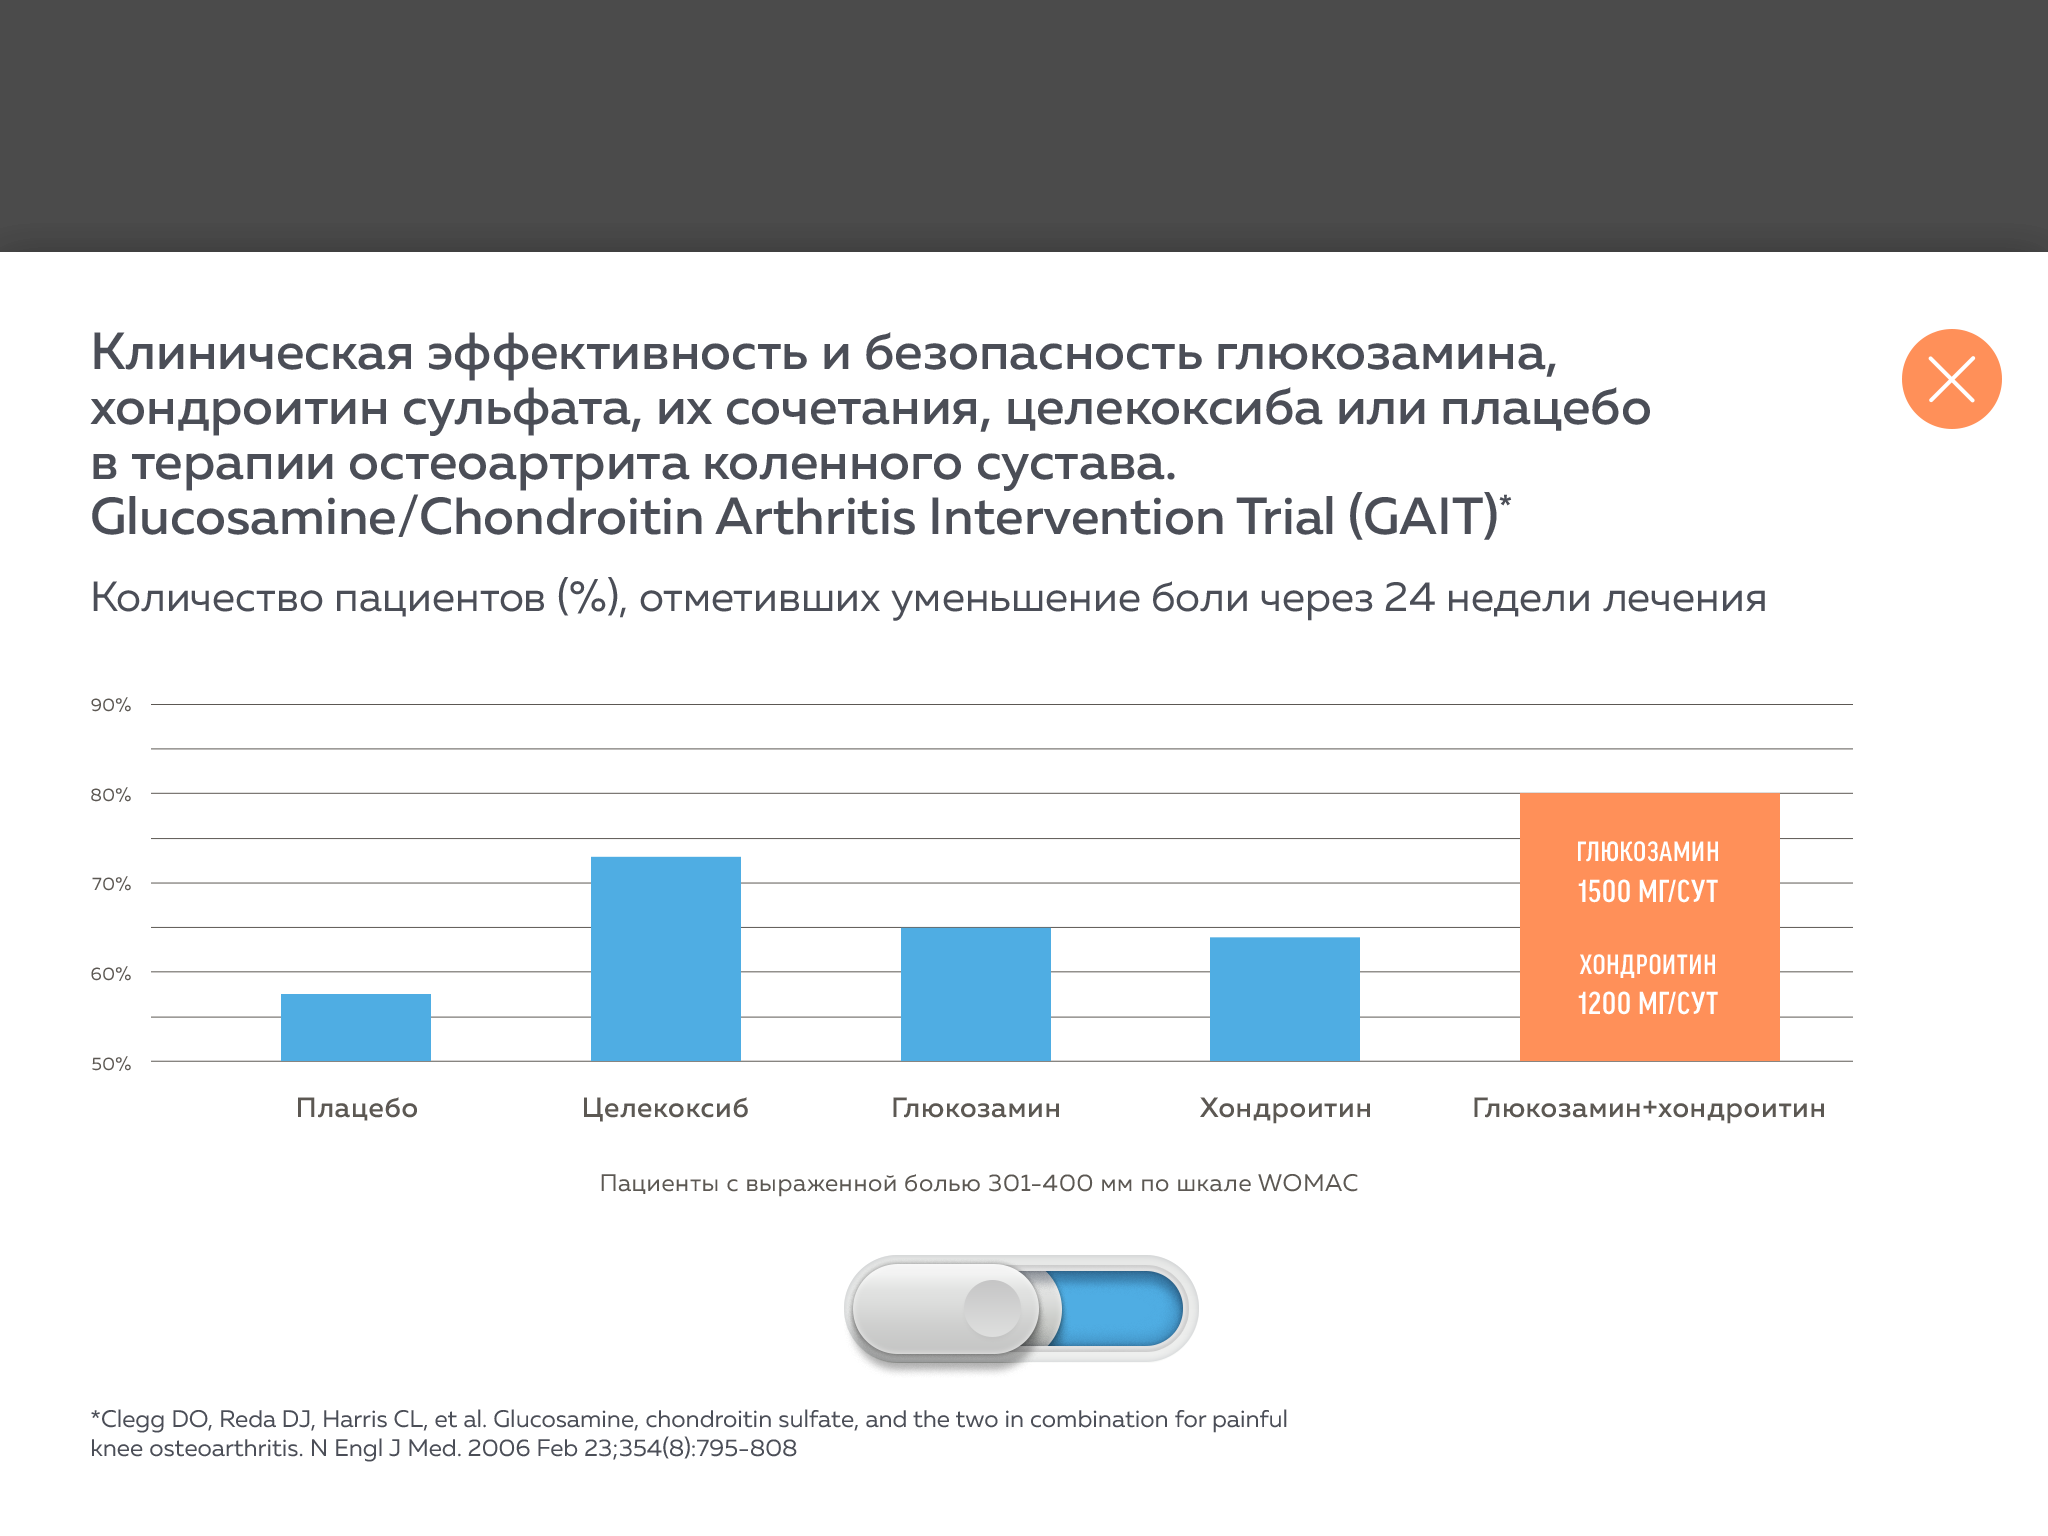 Клиническая эффективность и безопасность глюкозамина,
хондроитин сульфата, их сочетания, целекоксиба или плацебо
в терапии остеоартрита коленного сустава.
Glucosamine/Chondroitin Arthritis Intervention Trial (GAIT)*
Количество пациентов (%), отметивших уменьшение боли через 24 недели лечения
90%
80%
70%
60%
50%
ГЛЮКОЗАМИН
1500 МГ/СУТ
ХОНДРОИТИН
1200 МГ/СУТ
Плацебо
Целекоксиб
Глюкозамин
Хондроитин
Глюкозамин+хондроитин
Пациенты с выраженной болью 301-400 мм по шкале WOMAC
*Clegg DO, Reda DJ, Harris CL, et al. Glucosamine, chondroitin sulfate, and the two in combination for painful
knee osteoarthritis. N Engl J Med. 2006 Feb 23;354(8):795-808